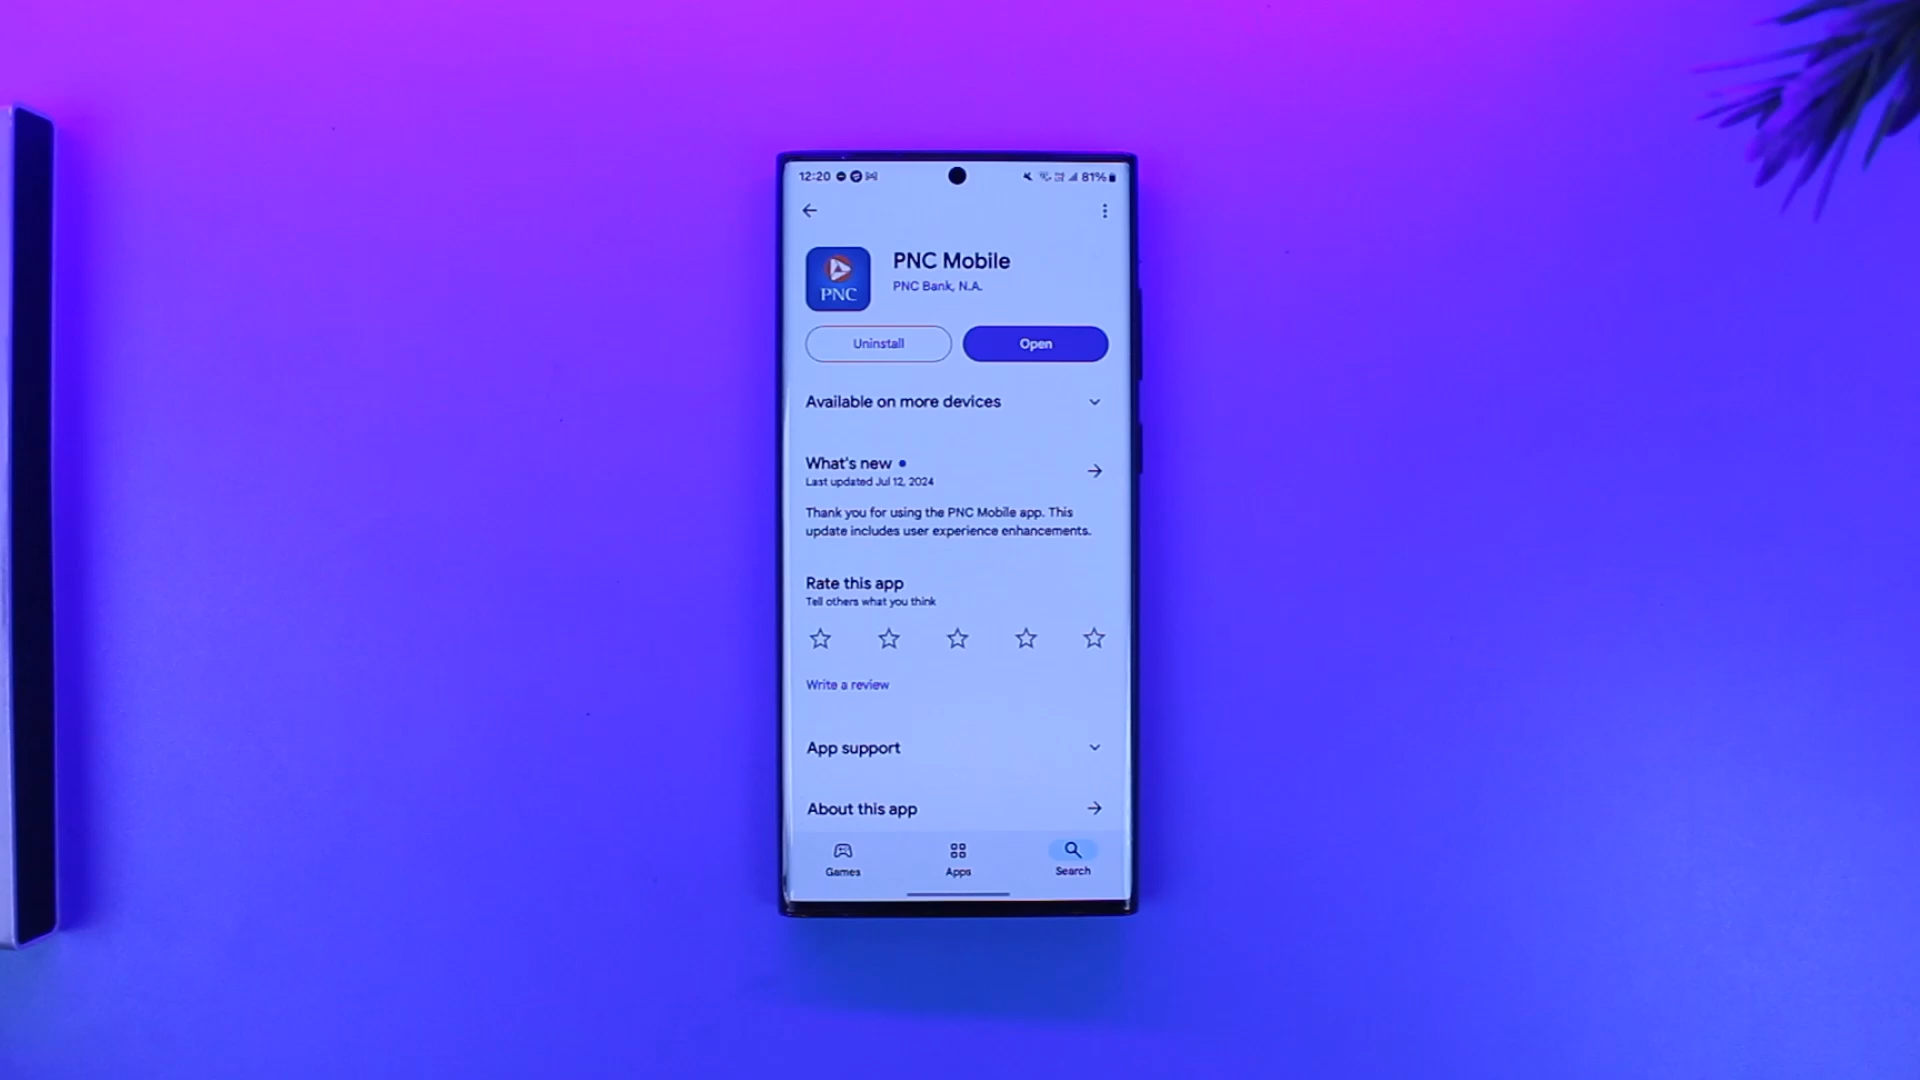 12:20 81%
PNC Mobile
PNC
PNC Bank, N.A.
Uninstall Open
Available on more devices
What's new
Last updated Jul 12, 2024
Thank you for using the PNC Mobile app. This
update includes user experience enhancements.
Rate this app
Tell others what you think
Write a review
App support
About this app
Games Apps Search